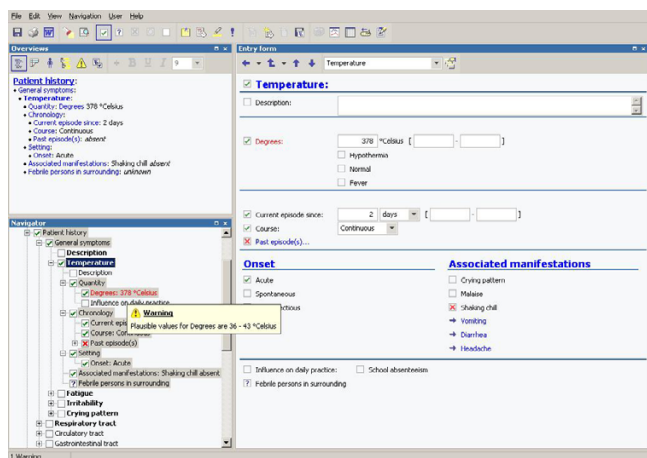 File Edit View Navigation User Help
9
Overviews
Patient history:
General symptoms:
Temperature:
Quantity: Degrees 378 °Celsius
Chronology:
Current episode since: 2 days
Course: Continuous
Past episode(s): absent
Setting:
Onset: Acute
Associated manifestations: Shaking chill absent
Febrile persons in surrounding: unknown
Navigator
Patient history
General symptoms
Description
Temperature
Description
Quantity
Degrees: 378 °Celsius
Influence on daily practice
Chronology
Current epi
Course: Con
Past episode(s)
Setting
Onset: Acute
Associated manifestations: Shaking chill absent
Febrile persons in surrounding
Fatigue
Irritability
Crying pattern
Respiratory tract
Circulatory tract
Gastrointestinal tract
Warning
Plausible values for Degrees are 36 - 43 °Celsius
Entry form
Temperature
Temperature:
Description:
Degrees: 378 °Celsius [ - ]
Hypothermia
Normal
Fever
Current episode since: 2 days [ - ]
Course: Continuous
Past episode(s)...
Onset
Acute
Spontaneous
ctious
Associated manifestations
Crying pattern
Malaise
Shaking chill
Vomiting
Diarrhea
Headache
Influence on daily practice: School absenteeism
Febrile persons in surrounding
1 Warning